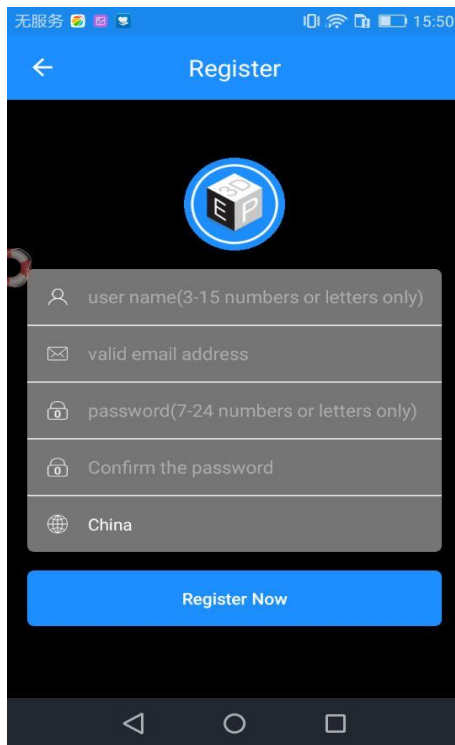 无服务 15:50
Register
3D
E P
user name(3-15 numbers or letters only)
valid email address
password(7-24 numbers or letters only)
Confirm the password
China
Register Now